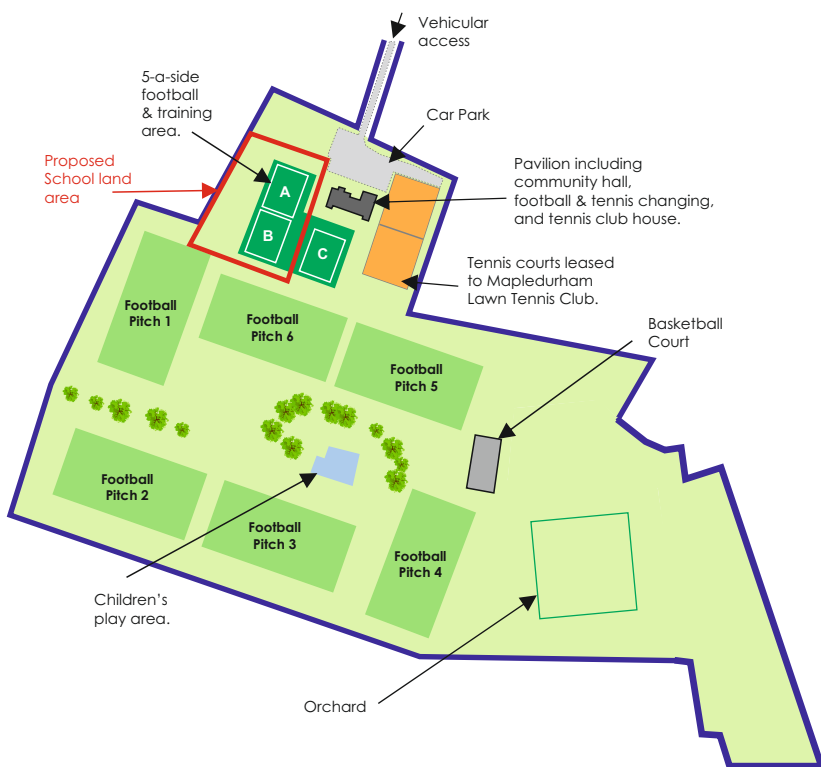 Vehicular
access
5-a-side
football
& training
area.
Car Park
Proposed
School land
area
Pavilion including
community hall,
football & tennis changing,
and tennis club house.
A
B
C
Tennis courts leased
to Mapledurham
Lawn Tennis Club.
Football
Pitch 1
Football
Pitch 6
Football
Pitch 5
Basketball
Court
Football
Pitch 2
Football
Pitch 3
Football
Pitch 4
Children's
play area.
Orchard